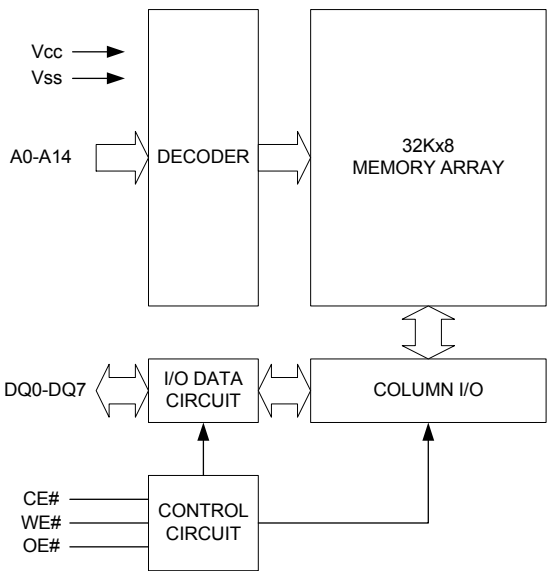 Vcc
Vss
A0-A14
DECODER
32Kx8
MEMORY ARRAY
DQ0-DQ7
I/O DATA
CIRCUIT
COLUMN I/O
CE#
WE#
OE#
CONTROL
CIRCUIT